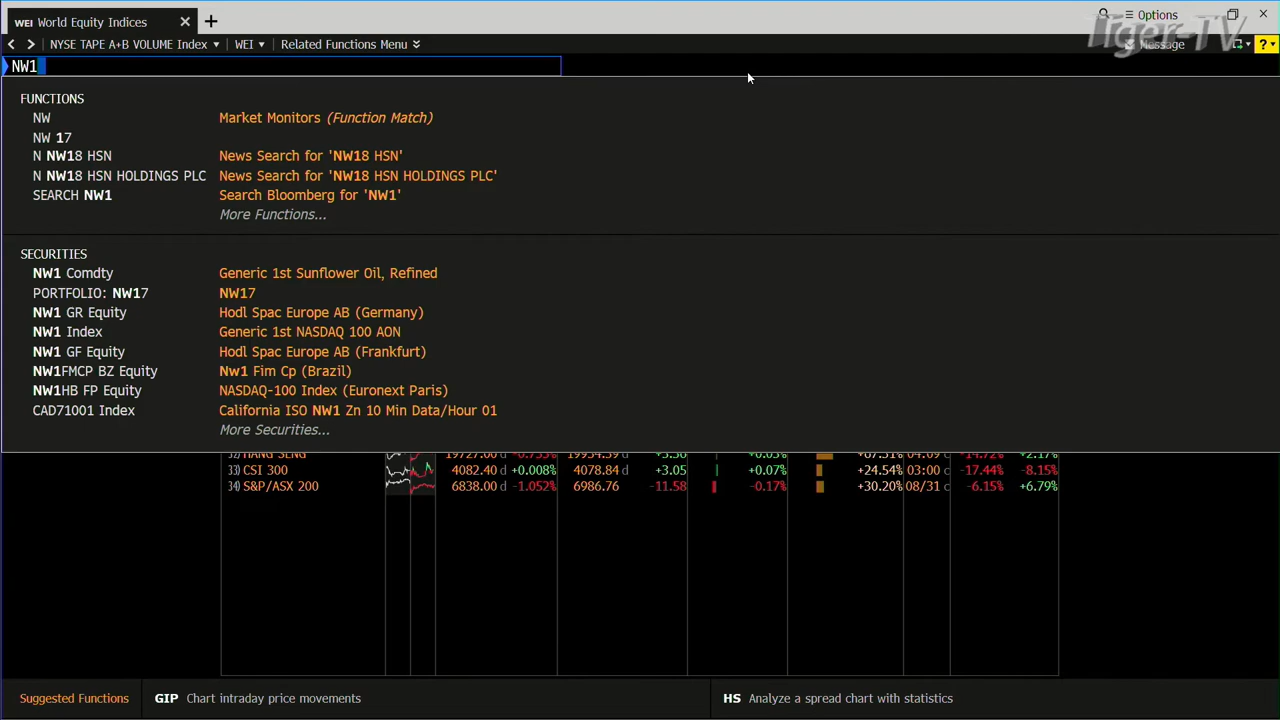 WEI World Equity Indices
Options
Tiger-TV
NYSE TAPE A+B VOLUME Index WEI Related Functions Menu
Message
?
NW1
FUNCTIONS
NW Market Monitors (Function Match)
NW 17
N NW18 HSN News Search for 'NW18 HSN'
N NW18 HSN HOLDINGS PLC News Search for 'NW18 HSN HOLDINGS PLC'
SEARCH NW1 Search Bloomberg for 'NW1'
More Functions...
SECURITIES
NW1 Comdty Generic 1st Sunflower Oil, Refined
PORTFOLIO: NW17 NW17
NW1 GR Equity Hodl Spac Europe AB (Germany)
NW1 Index Generic 1st NASDAQ 100 AON
NW1 GF Equity Hodl Spac Europe AB (Frankfurt)
NW1FMCP BZ Equity Nw1 Fim Cp (Brazil)
NW1HB FP Equity NASDAQ-100 Index (Euronext Paris)
CAD71001 Index California ISO NW1 Zn 10 Min Data/Hour 01
More Securities...
HANG SENG
33) CSI 300 4082.40 d +0.008% 4078.84 d +3.05 +0.07% +24.54% 03:00 c -17.44% -8.15%
34) S&P/ASX 200 6838.00 d -1.052% 6986.76 -11.58 -0.17% +30.20% 08/31 c -6.15% +6.79%
Suggested Functions GIP Chart intraday price movements HS Analyze a spread chart with statistics